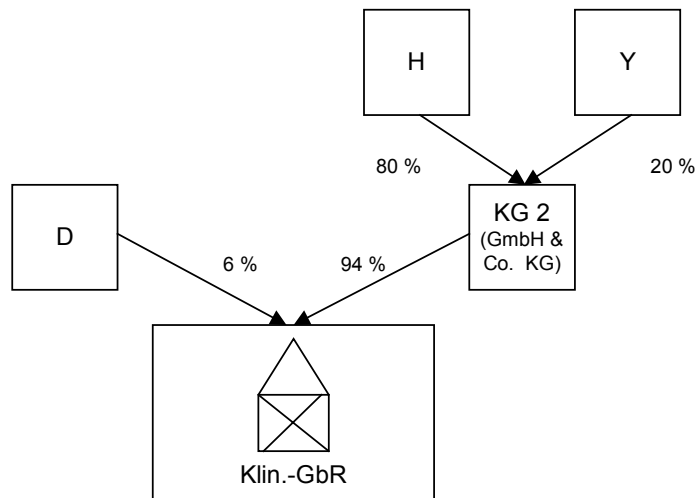 H
Y
80 %
20 %
D
KG 2
(GmbH &
Co. KG)
6 %
94 %
Klin.-GbR